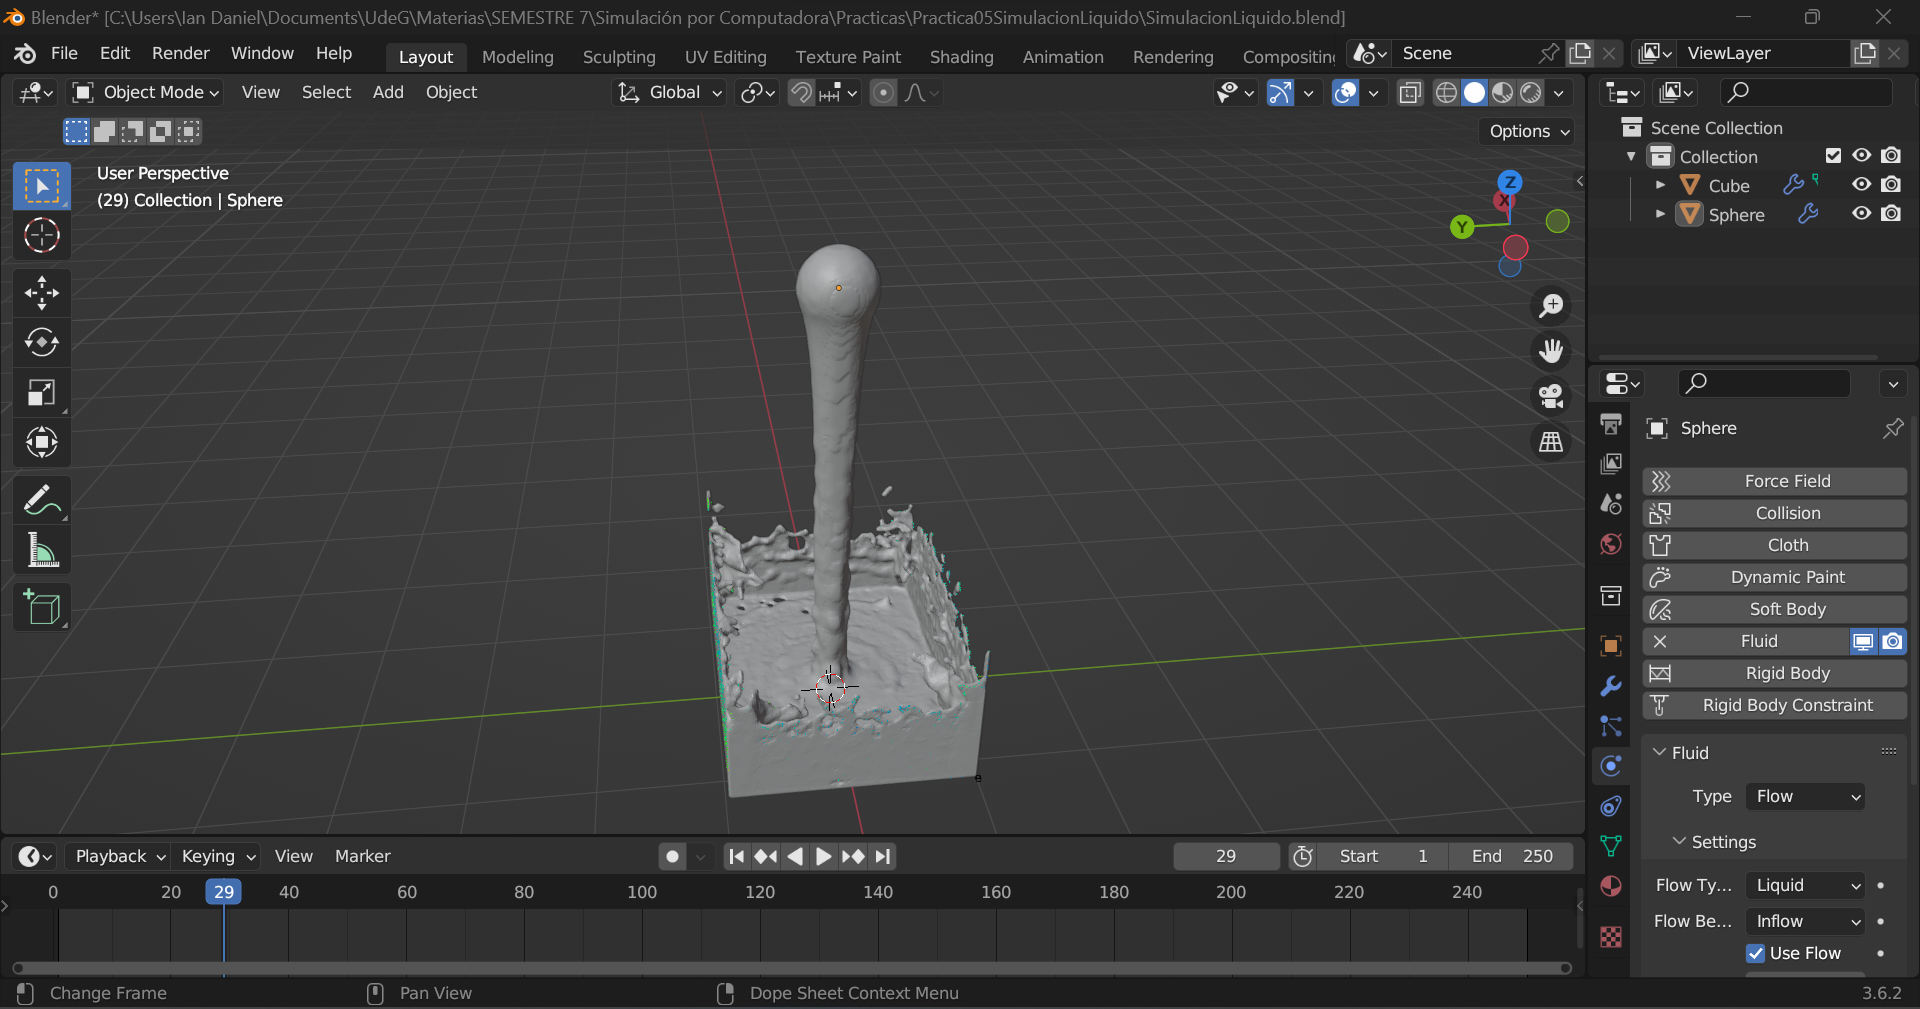 Blender* [C:\Users\Ian Daniel\Documents\UdeG\Materias\SEMESTRE 7\Simulación por Computadora\Practicas\Practica05SimulacionLiquido\SimulacionLiquido.blend]
File Edit Render Window Help Layout Modeling Sculpting UV Editing Texture Paint Shading Animation Rendering Compositing Scene ViewLayer
Object Mode View Select Add Object Global
Options
User Perspective
(29) Collection | Sphere
Z
X
Y
Scene Collection
Collection
Cube
Sphere
Sphere
Force Field
Collision
Cloth
Dynamic Paint
Soft Body
Fluid
Rigid Body
Rigid Body Constraint
Fluid
Type Flow
Settings
Flow Ty... Liquid
Flow Be... Inflow
Use Flow
Playback Keying View Marker 29 Start 1 End 250
0 20 29 40 60 80 100 120 140 160 180 200 220 240
Change Frame Pan View Dope Sheet Context Menu 3.6.2